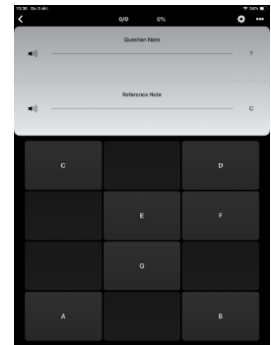 0/0 0%
Question Note
?
Reference Note
C
C D
E F
G
A B